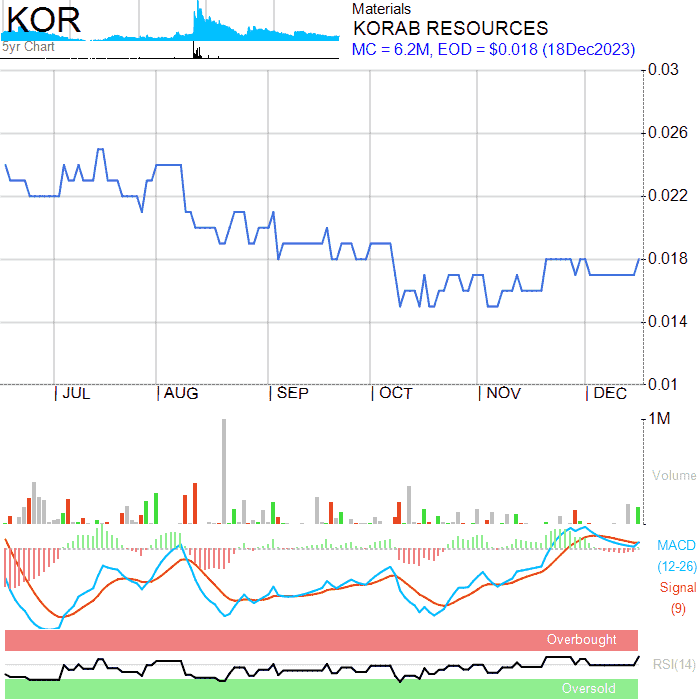 KOR
5yr Chart
Materials
KORAB RESOURCES
MC = 6.2M, EOD = $0.018 (18Dec2023)
0.03
0.026
0.022
0.018
0.014
0.01
JUL AUG SEP OCT NOV DEC
1M
Volume
MACD
(12-26)
Signal
(9)
Overbought
RSI(14)
Oversold